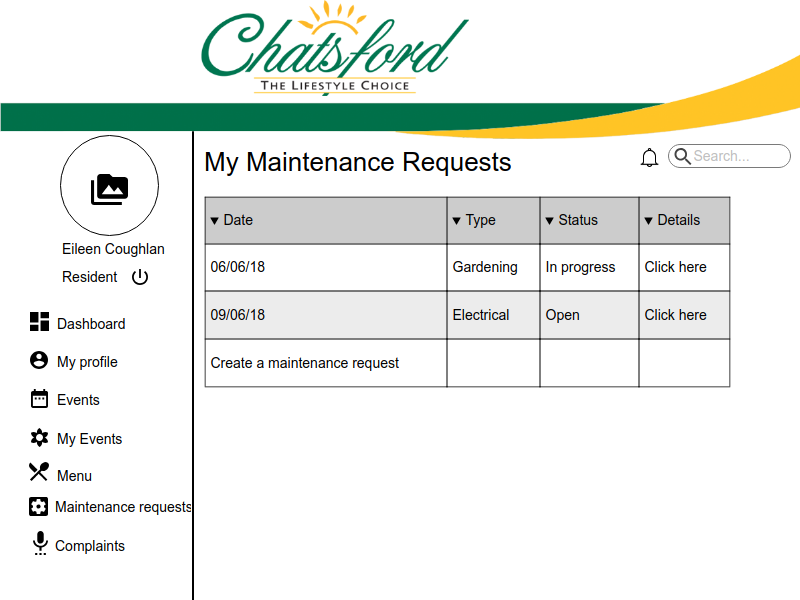 Chatsford
THE LIFESTYLE CHOICE
My Maintenance Requests
Search...
Eileen Coughlan
Resident
Dashboard
My profile
Events
My Events
Menu
Maintenance requests
Complaints
Date Type Status Details
06/06/18 Gardening In progress Click here
09/06/18 Electrical Open Click here
Create a maintenance request